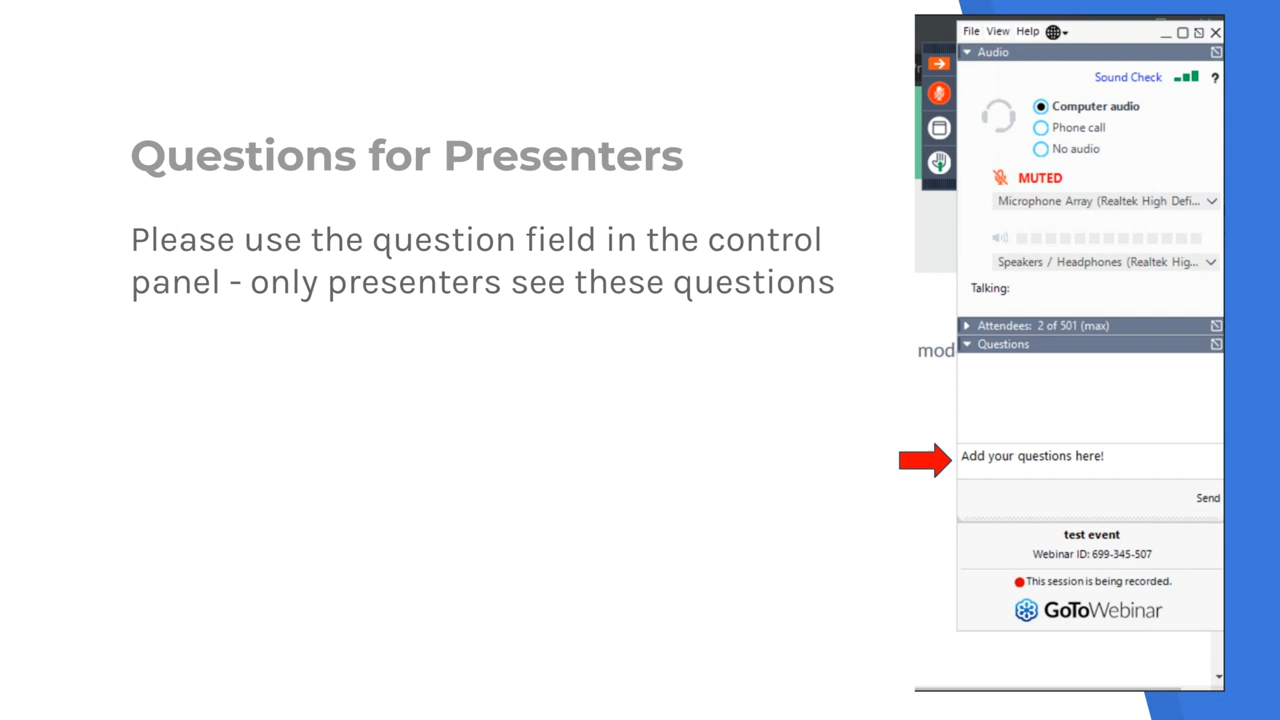 Questions for Presenters
Please use the question field in the control
panel - only presenters see these questions
File View Help
Audio
Sound Check ?
Computer audio
Phone call
No audio
MUTED
Microphone Array (Realtek High Defi...
Speakers / Headphones (Realtek Hig...
Talking:
Attendees: 2 of 501 (max)
Questions
mod
Add your questions here!
Send
test event
Webinar ID: 699-345-507
This session is being recorded.
GoToWebinar